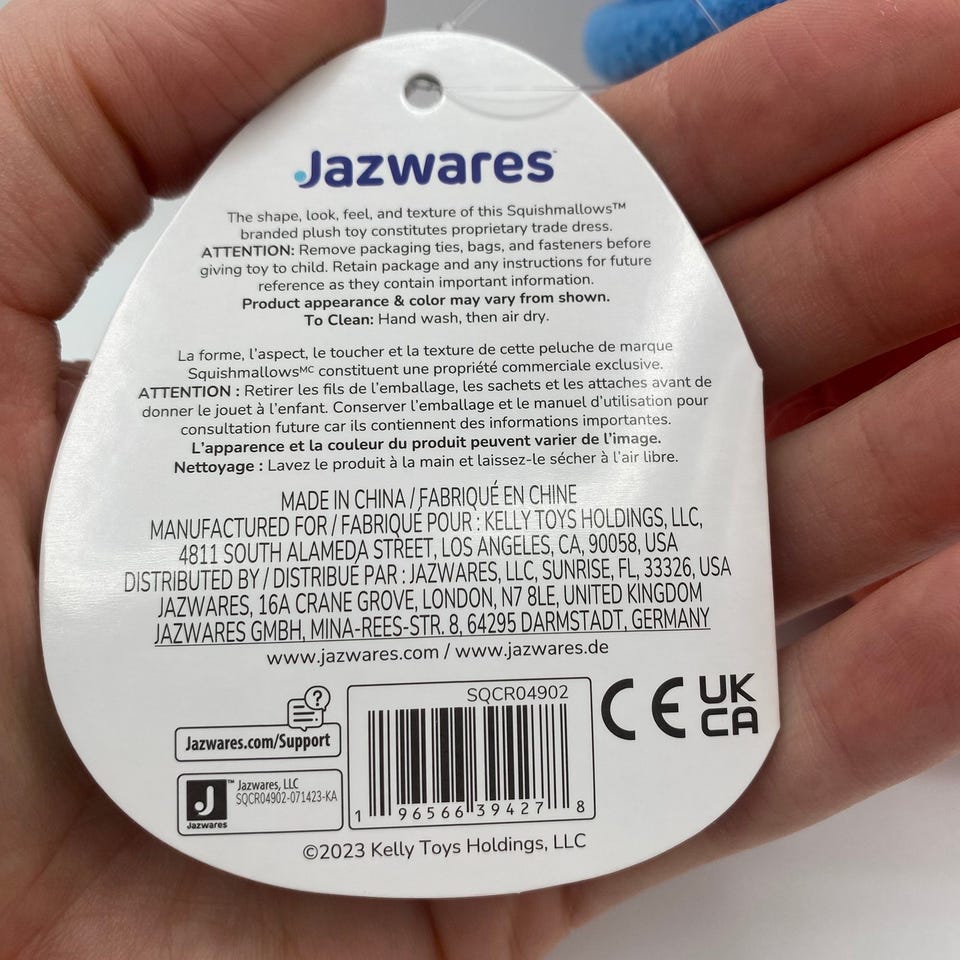 Jazwares
The shape, look, feel, and texture of this Squishmallows™
branded plush toy constitutes proprietary trade dress.
ATTENTION: Remove packaging ties, bags, and fasteners before
giving toy to child. Retain package and any instructions for future
reference as they contain important information.
Product appearance & color may vary from shown.
To Clean: Hand wash, then air dry.
La forme, l'aspect, le toucher et la texture de cette peluche de marque
Squishmallowsᴹᶜ constituent une propriété commerciale exclusive.
ATTENTION : Retirer les fils de l'emballage, les sachets et les attaches avant de
donner le jouet à l'enfant. Conserver l'emballage et le manuel d'utilisation pour
consultation future car ils contiennent des informations importantes.
L'apparence et la couleur du produit peuvent varier de l'image.
Nettoyage : Lavez le produit à la main et laissez-le sécher à l'air libre.
MADE IN CHINA / FABRIQUÉ EN CHINE
MANUFACTURED FOR / FABRIQUÉ POUR : KELLY TOYS HOLDINGS, LLC,
4811 SOUTH ALAMEDA STREET, LOS ANGELES, CA, 90058, USA
DISTRIBUTED BY / DISTRIBUÉ PAR : JAZWARES, LLC, SUNRISE, FL, 33326, USA
JAZWARES, 16A CRANE GROVE, LONDON, N7 8LE, UNITED KINGDOM
JAZWARES GMBH, MINA-REES-STR. 8, 64295 DARMSTADT, GERMANY
www.jazwares.com / www.jazwares.de
?
Jazwares.com/Support
J™
Jazwares
Jazwares, LLC
SQCR04902-071423-KA
SQCR04902
1 96566 39427 8
CE
UK
CA
©2023 Kelly Toys Holdings, LLC